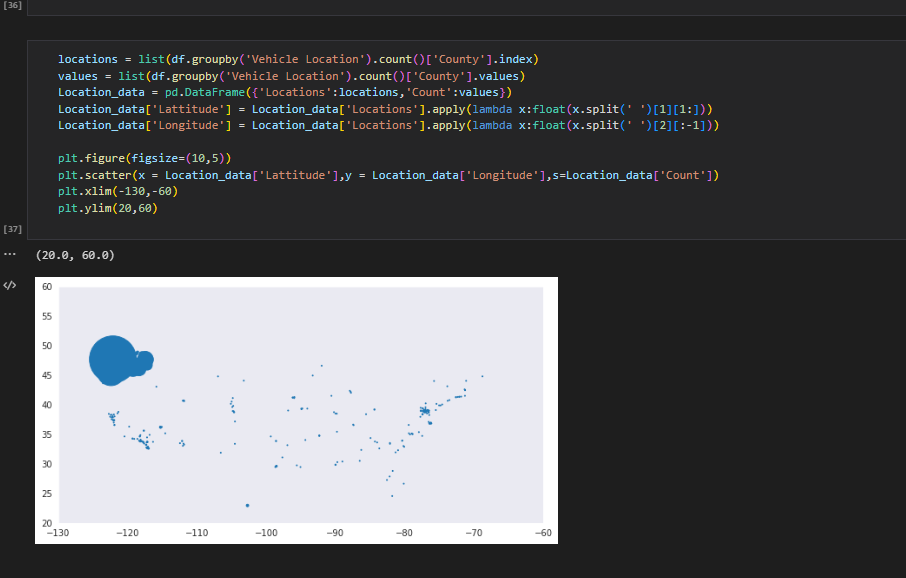 [36]
locations = list(df.groupby('Vehicle Location').count()['County'].index)
values = list(df.groupby('Vehicle Location').count()['County'].values)
Location_data = pd.DataFrame({'Locations':locations,'Count':values})
Location_data['Lattitude'] = Location_data['Locations'].apply(lambda x:float(x.split(' ')[1][1:]))
Location_data['Longitude'] = Location_data['Locations'].apply(lambda x:float(x.split(' ')[2][:-1]))
plt.figure(figsize=(10,5))
plt.scatter(x = Location_data['Lattitude'],y = Location_data['Longitude'],s=Location_data['Count'])
plt.xlim(-130,-60)
plt.ylim(20,60)
[37]
... (20.0, 60.0)
</>
60
55
50
45
40
35
30
25
20
−130 −120 −110 −100 −90 −80 −70 −60